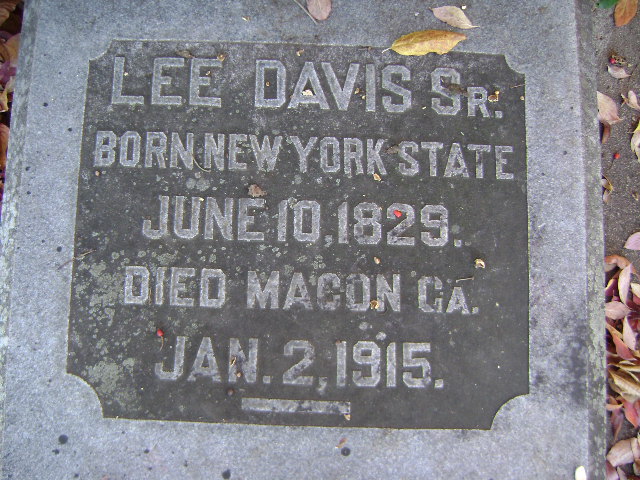 LEE DAVIS SR.
BORN NEW YORK STATE
JUNE 10, 1829.
DIED MACON GA.
JAN. 2, 1915.